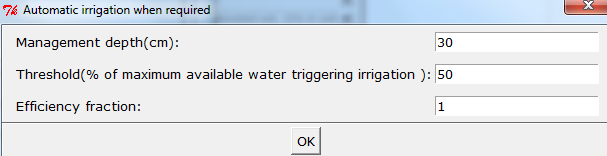 Automatic irrigation when required
Management depth(cm): 30
Threshold(% of maximum available water triggering irrigation ): 50
Efficiency fraction: 1
OK